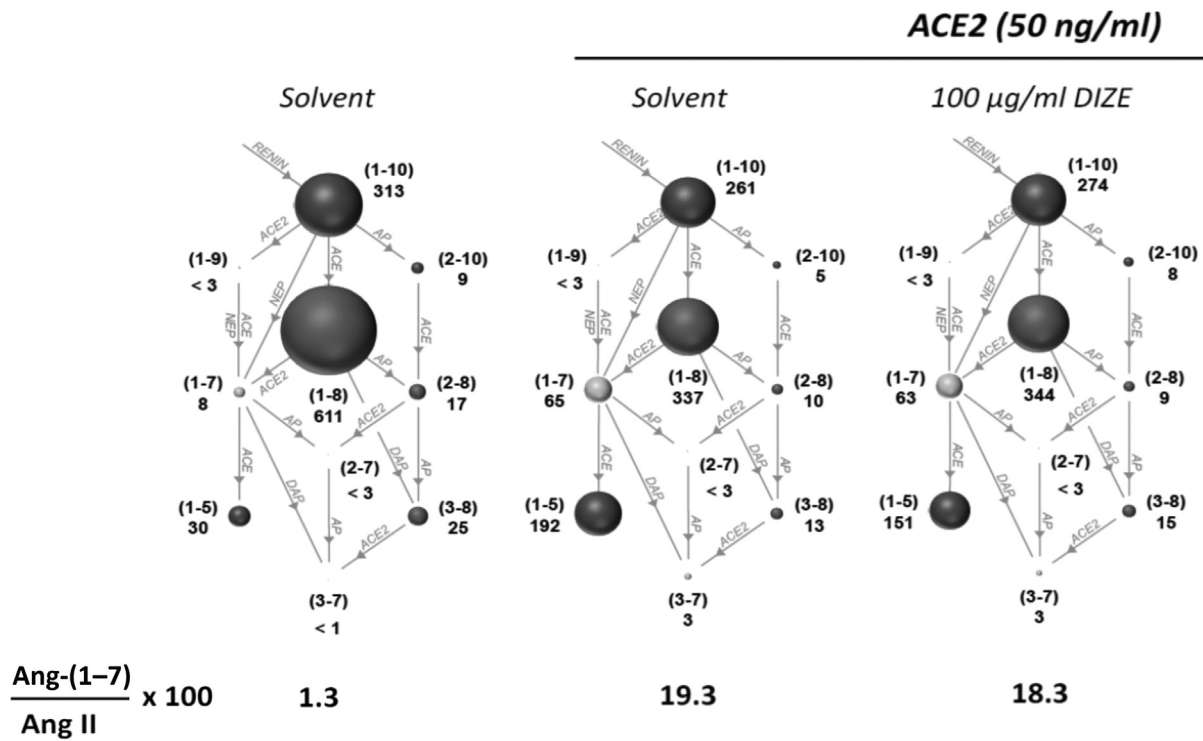 ACE2 (50 ng/ml)
Solvent
Solvent
100 µg/ml DIZE
RENIN
(1-10)
313
ACE2
AP
ACE
(1-9)
< 3
(2-10)
9
NEP
ACE
NEP
ACE
AP
ACE2
(1-7)
8
(1-8)
611
(2-8)
17
AP
ACE2
ACE
DAP
DAP
AP
(2-7)
< 3
(1-5)
30
AP
(3-8)
25
ACE2
(3-7)
< 1
RENIN
(1-10)
261
ACE2
AP
ACE
(1-9)
< 3
(2-10)
5
NEP
ACE
NEP
ACE
AP
ACE2
(1-7)
65
(1-8)
337
(2-8)
10
AP
ACE2
ACE
DAP
DAP
AP
(2-7)
< 3
(1-5)
192
AP
(3-8)
13
ACE2
(3-7)
3
RENIN
(1-10)
274
ACE2
AP
ACE
(1-9)
< 3
(2-10)
8
NEP
ACE
NEP
ACE
AP
ACE2
(1-7)
63
(1-8)
344
(2-8)
9
AP
ACE2
ACE
DAP
DAP
AP
(2-7)
< 3
(1-5)
151
AP
(3-8)
15
ACE2
(3-7)
3
Ang-(1–7)
Ang II
x 100
1.3
19.3
18.3